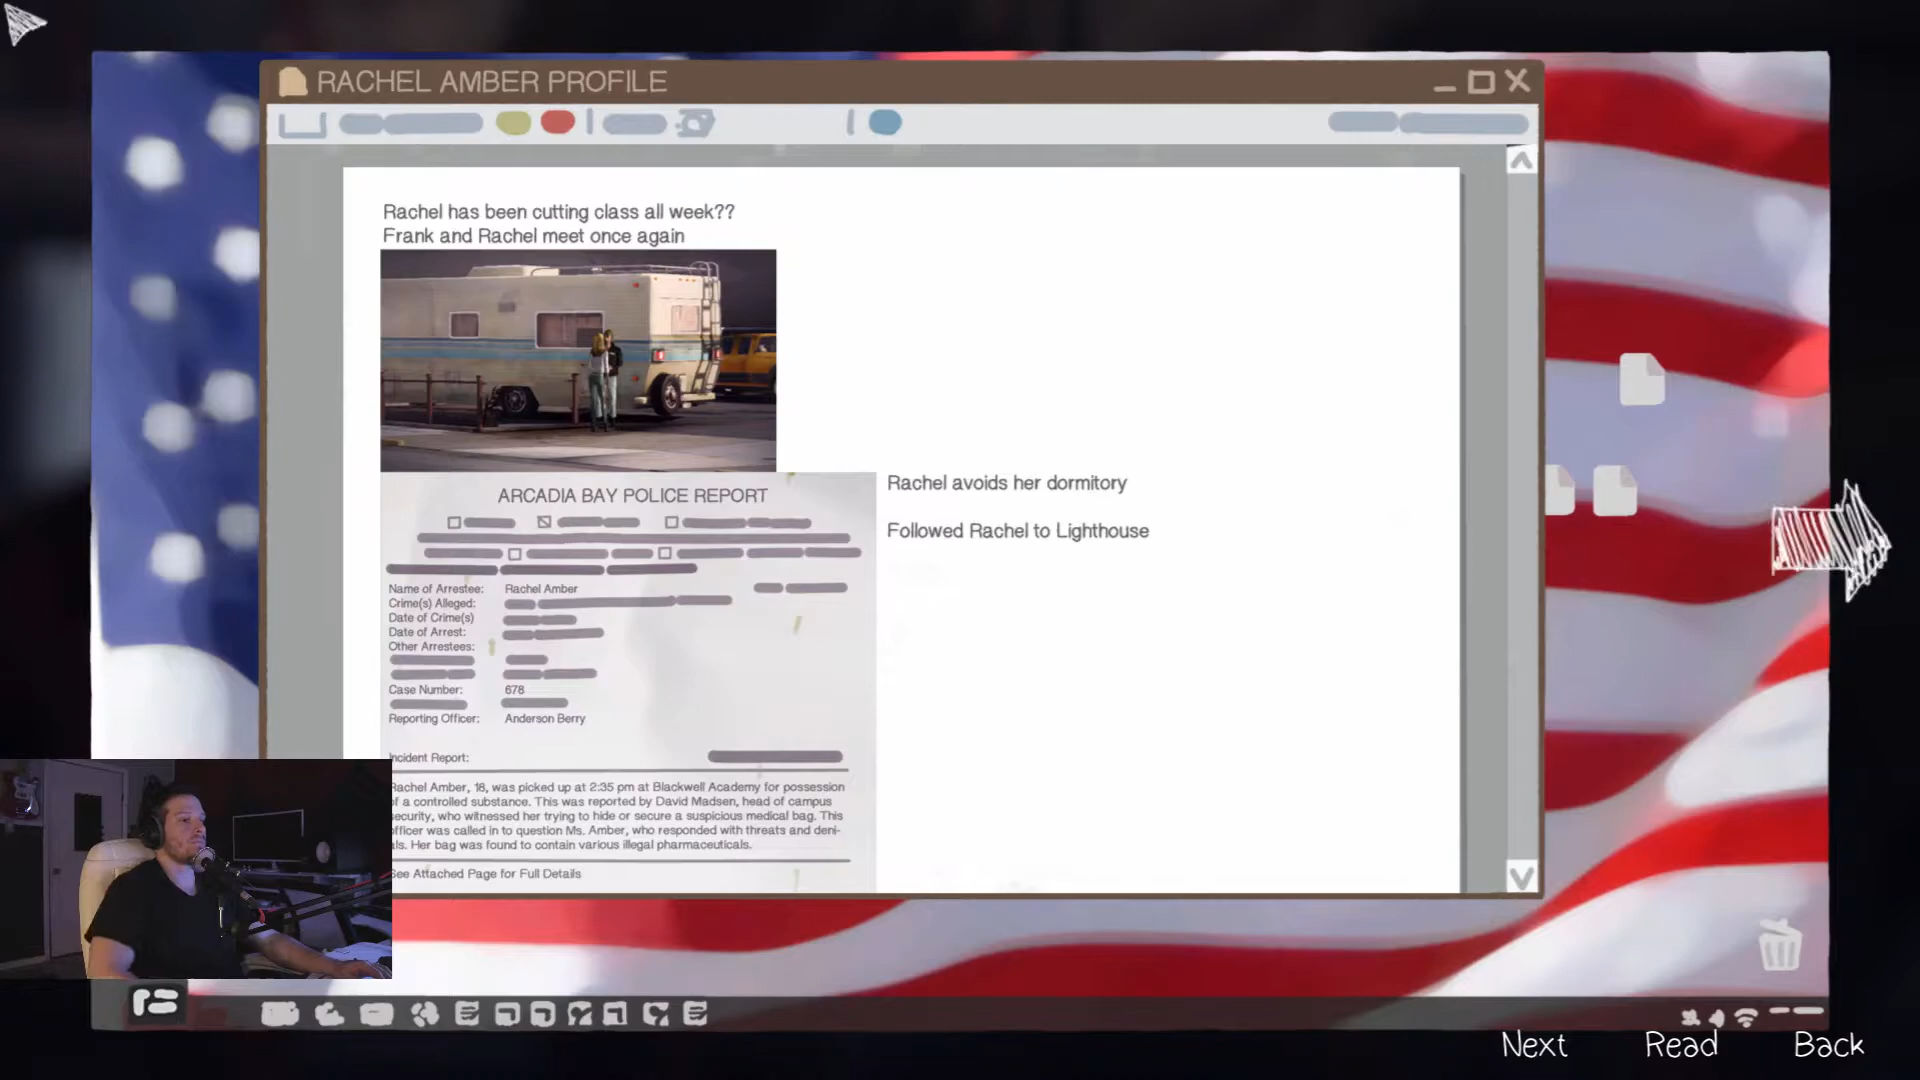 RACHEL AMBER PROFILE
Rachel has been cutting class all week??
Frank and Rachel meet once again
ARCADIA BAY POLICE REPORT
Name of Arrestee: Rachel Amber
Crime(s) Alleged:
Date of Crime(s)
Date of Arrest:
Other Arrestees:
Case Number: 678
Reporting Officer: Anderson Berry
Incident Report:
Rachel Amber, 18, was picked up at 2:35 pm at Blackwell Academy for possession
of a controlled substance. This was reported by David Madsen, head of campus
security, who witnessed her trying to hide or secure a suspicious medical bag. This
officer was called in to question Ms. Amber, who responded with threats and deni-
als. Her bag was found to contain various illegal pharmaceuticals.
See Attached Page for Full Details
Rachel avoids her dormitory
Followed Rachel to Lighthouse
Next Read Back